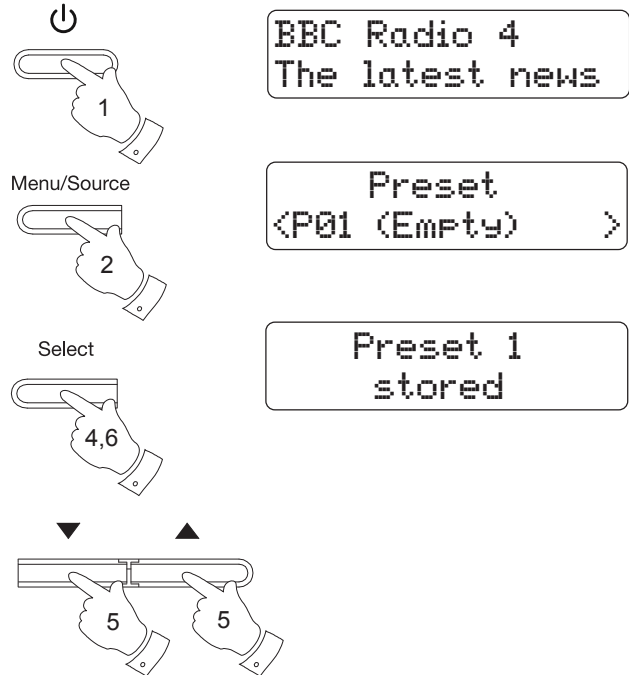 1
BBC Radio 4
The latest news
Menu/Source
2
Preset
<P01 (Empty) >
Select
4,6
Preset 1
stored
5
5